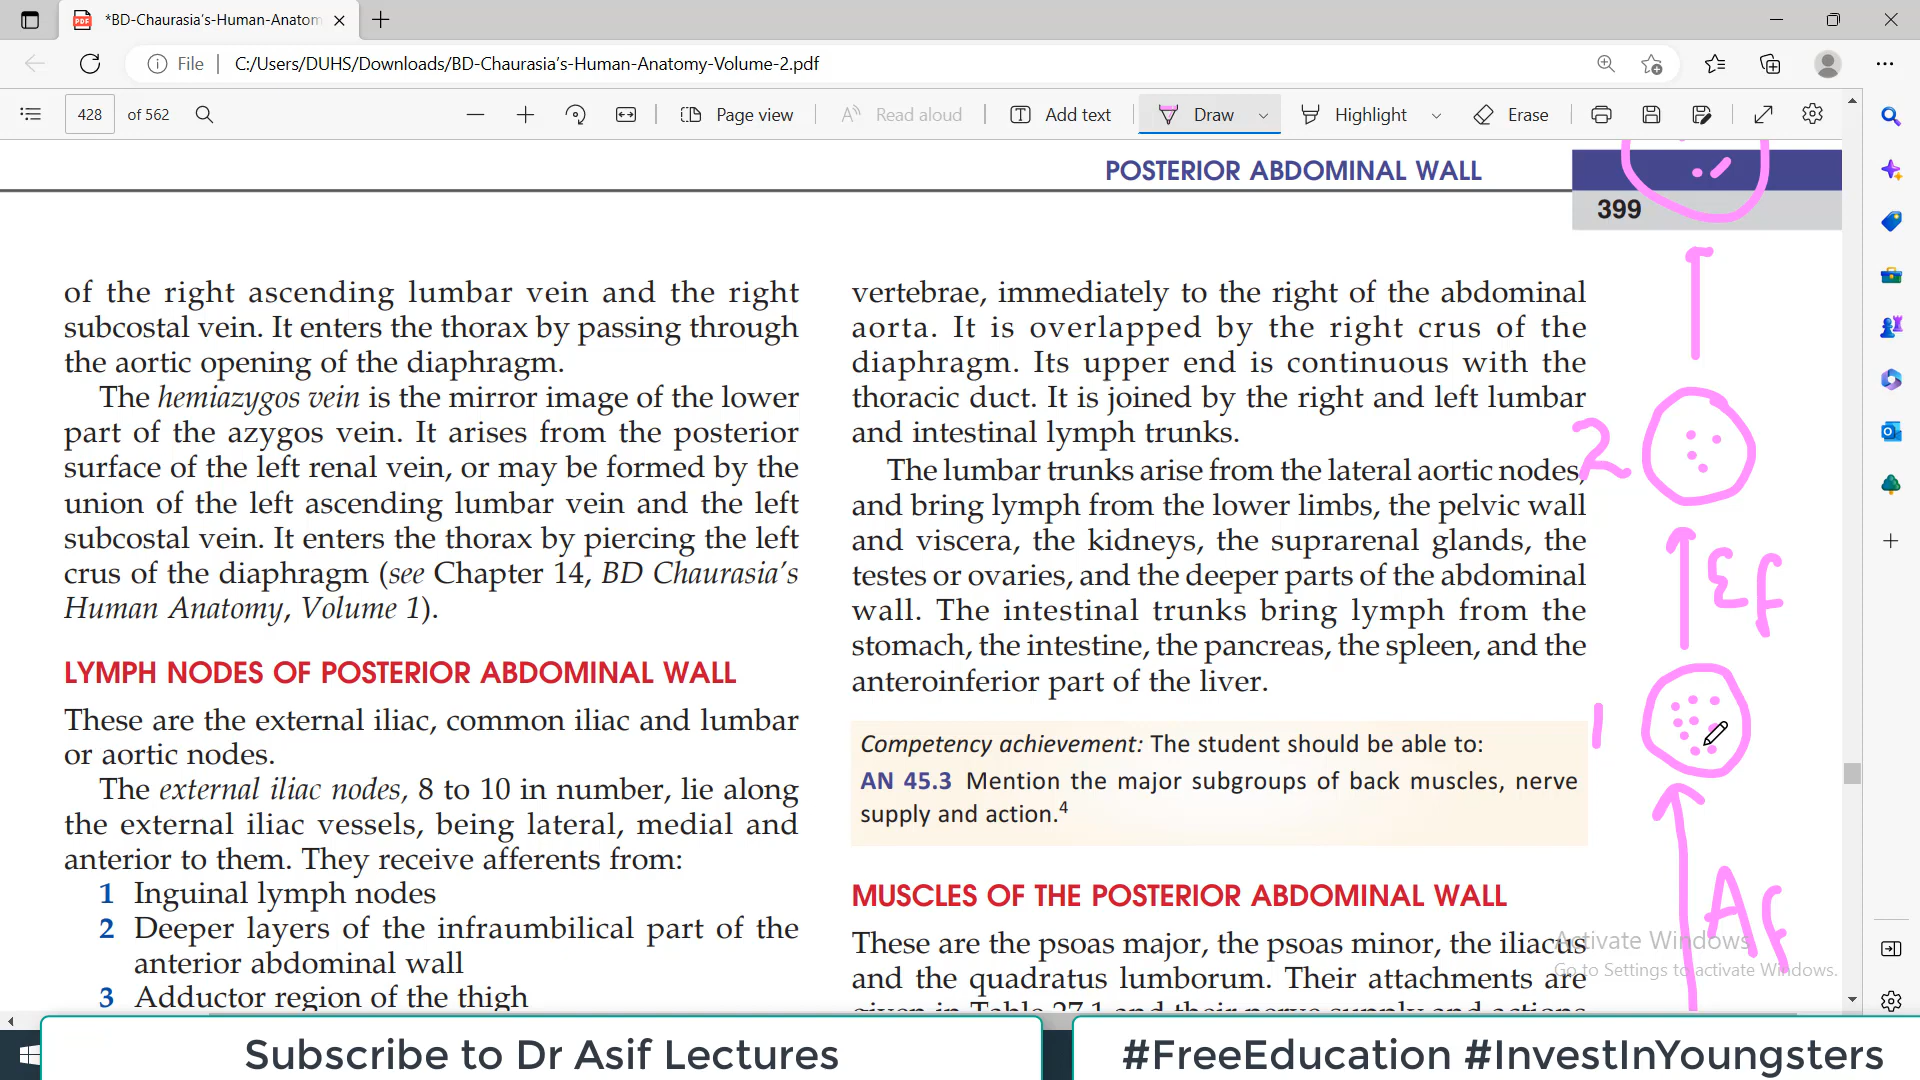 *BD-Chaurasia's-Human-Anatom
File
C:/Users/DUHS/Downloads/BD-Chaurasia's-Human-Anatomy-Volume-2.pdf
428 of 562
Page view
Read aloud
Add text
Draw
Highlight
Erase
POSTERIOR ABDOMINAL WALL
399
of the right ascending lumbar vein and the right
subcostal vein. It enters the thorax by passing through
the aortic opening of the diaphragm.
The hemiazygos vein is the mirror image of the lower
part of the azygos vein. It arises from the posterior
surface of the left renal vein, or may be formed by the
union of the left ascending lumbar vein and the left
subcostal vein. It enters the thorax by piercing the left
crus of the diaphragm (see Chapter 14, BD Chaurasia's
Human Anatomy, Volume 1).
LYMPH NODES OF POSTERIOR ABDOMINAL WALL
These are the external iliac, common iliac and lumbar
or aortic nodes.
The external iliac nodes, 8 to 10 in number, lie along
the external iliac vessels, being lateral, medial and
anterior to them. They receive afferents from:
1 Inguinal lymph nodes
2 Deeper layers of the infraumbilical part of the
anterior abdominal wall
3 Adductor region of the thigh
vertebrae, immediately to the right of the abdominal
aorta. It is overlapped by the right crus of the
diaphragm. Its upper end is continuous with the
thoracic duct. It is joined by the right and left lumbar
and intestinal lymph trunks.
The lumbar trunks arise from the lateral aortic nodes,
and bring lymph from the lower limbs, the pelvic wall
and viscera, the kidneys, the suprarenal glands, the
testes or ovaries, and the deeper parts of the abdominal
wall. The intestinal trunks bring lymph from the
stomach, the intestine, the pancreas, the spleen, and the
anteroinferior part of the liver.
Competency achievement: The student should be able to:
AN 45.3 Mention the major subgroups of back muscles, nerve
supply and action.4
MUSCLES OF THE POSTERIOR ABDOMINAL WALL
These are the psoas major, the psoas minor, the iliacus
and the quadratus lumborum. Their attachments are
given in Table 27.1 and their nerve supply and actions
2
Ef
1
Af
Activate Windows
Go to Settings to activate Windows.
Subscribe to Dr Asif Lectures
#FreeEducation #InvestInYoungsters